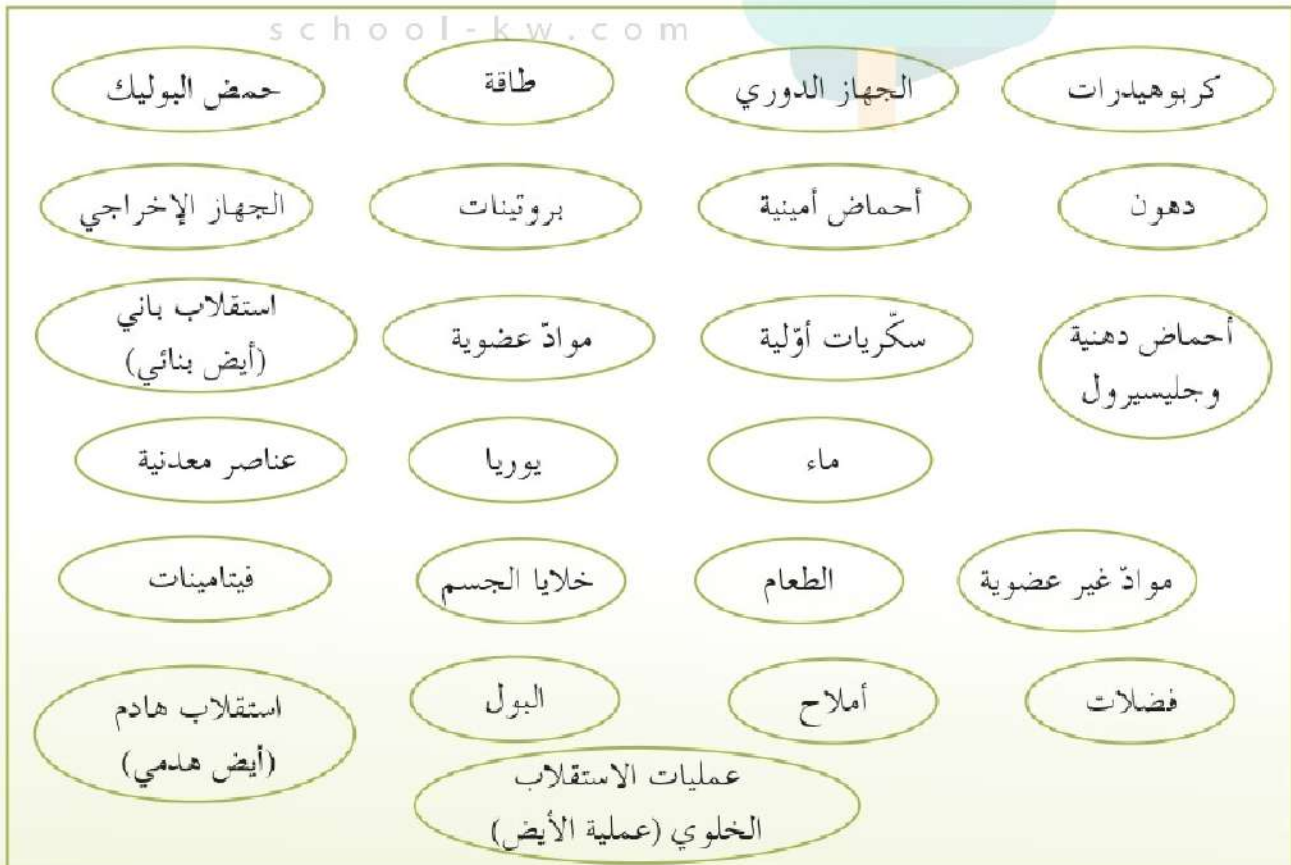 school-kw.com
كربوهيدرات
الجهاز الدوري
طاقة
حمض البوليك
دهون
أحماض أمينية
بروتينات
الجهاز الإخراجي
أحماض دهنية
وجليسيرول
سكّريات أوّلية
موادّ عضوية
استقلاب باني
(أيض بنائي)
ماء
يوريا
عناصر معدنية
موادّ غير عضوية
الطعام
خلايا الجسم
فيتامينات
فضلات
أملاح
البول
استقلاب هادم
(أيض هدمي)
عمليات الاستقلاب
الخلوي (عملية الأيض)